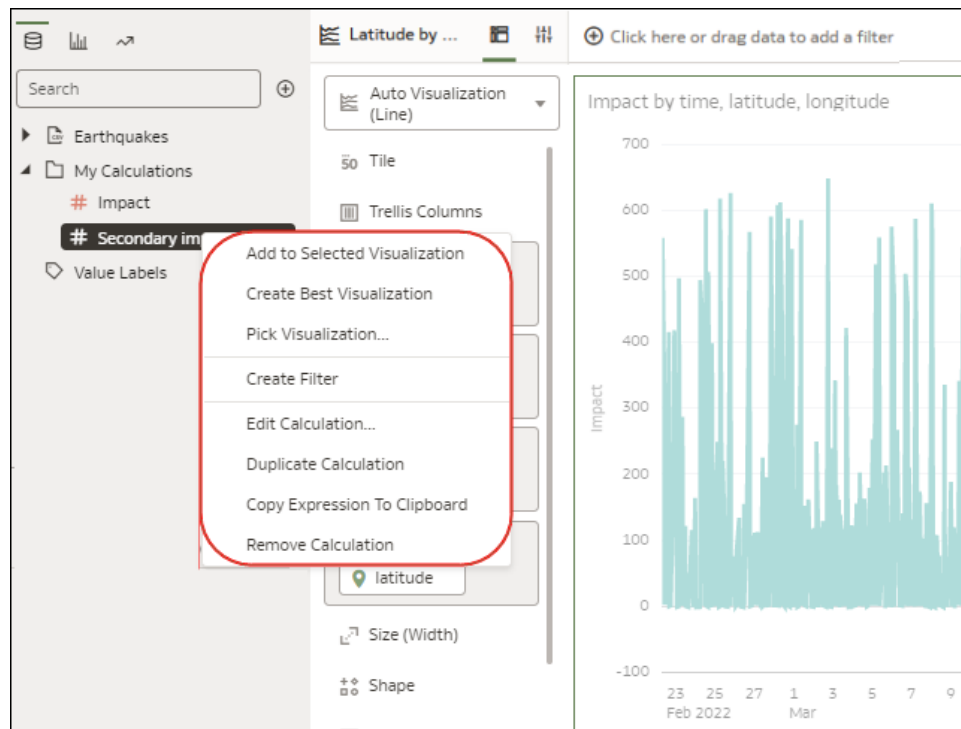 Latitude by ...
Click here or drag data to add a filter
Search
Earthquakes
My Calculations
Impact
Secondary im
Value Labels
Auto Visualization
(Line)
50 Tile
Trellis Columns
Add to Selected Visualization
Create Best Visualization
Pick Visualization...
Create Filter
Edit Calculation...
Duplicate Calculation
Copy Expression To Clipboard
Remove Calculation
latitude
Size (Width)
Shape
Impact by time, latitude, longitude
700
600
500
400
300
200
100
0
-100
Impact
23 25 27 1 3 5 7 9
Feb 2022 Mar